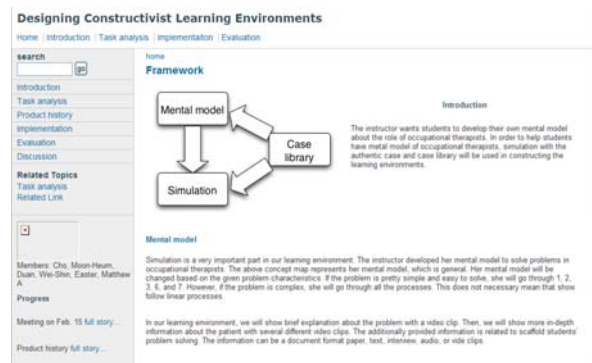 Designing Constructivist Learning Environments
Home | Introduction | Task analysis | Implementation | Evaluation
search
go
Introduction
Task analysis
Product history
Implementation
Evaluation
Discussion
Related Topics
Task analysis
Related Link
Members: Cho, Moon-Heum,
Duan, Wei-Shin, Easter, Matthew
A
Progress
Meeting on Feb. 15 full story...
Product history full story...
home
Framework
Mental model
Case
library
Simulation
Introduction
The instructor wants students to develop their own mental model
about the role of occupational therapists. In order to help students
have metal model of occupational therapists, simulation with the
authentic case and case library will be used in constructing the
learning environments.
Mental model
Simulation is a very important part in our learning environment. The instructor developed her mental model to solve problems in
occupational therapists. The above concept map represents her mental model, which is general. Her mental model will be
changed based on the given problem characteristics. If the problem is pretty simple and easy to solve, she will go through 1, 2,
3, 6, and 7. However, if the problem is complex, she will go through all the processes. This does not necessary mean that show
follow linear processes.
In our learning environment, we will show brief explanation about the problem with a video clip. Then, we will show more in-depth
information about the patient with several different video clips. The additionally provided information is related to scaffold students'
problem solving. The information can be a document format paper, text, interview, audio, or vide clips.